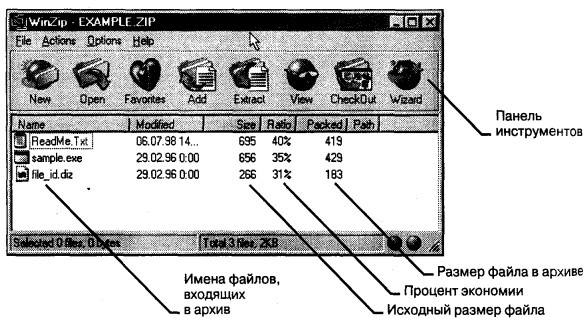 WinZip - EXAMPLE.ZIP
File Actions Options Help
New Open Favorites Add Extract View CheckOut Wizard
Name Modified Size Ratio Packed Path
ReadMe.Txt 06.07.98 14... 695 40% 419
sample.exe 29.02.96 0:00 656 35% 429
file_id.diz 29.02.96 0:00 266 31% 183
Selected 0 files, 0 bytes Total 3 files, 2KB
Панель
инструментов
Имена файлов,
входящих
в архив
Размер файла в архиве
Процент экономии
Исходный размер файла